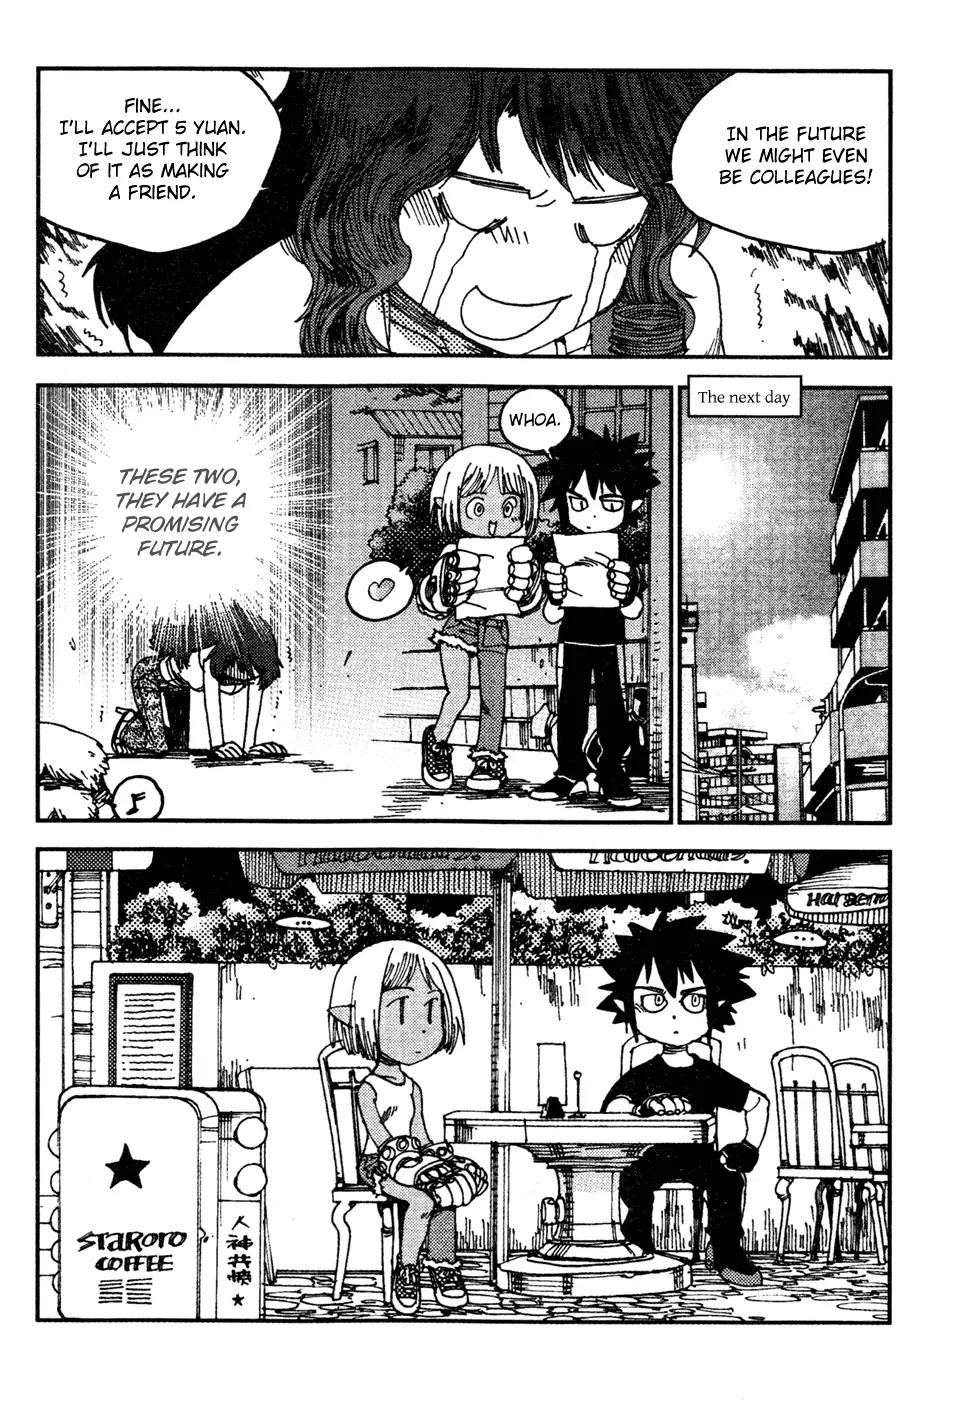 FINE...
I'LL ACCEPT 5 YUAN.
I'LL JUST THINK
OF IT AS MAKING
A FRIEND.
IN THE FUTURE
WE MIGHT EVEN
BE COLLEAGUES!
THESE TWO,
THEY HAVE A
PROMISING
FUTURE.
WHOA.
The next day
STARORO
COFFEE
人神共憤